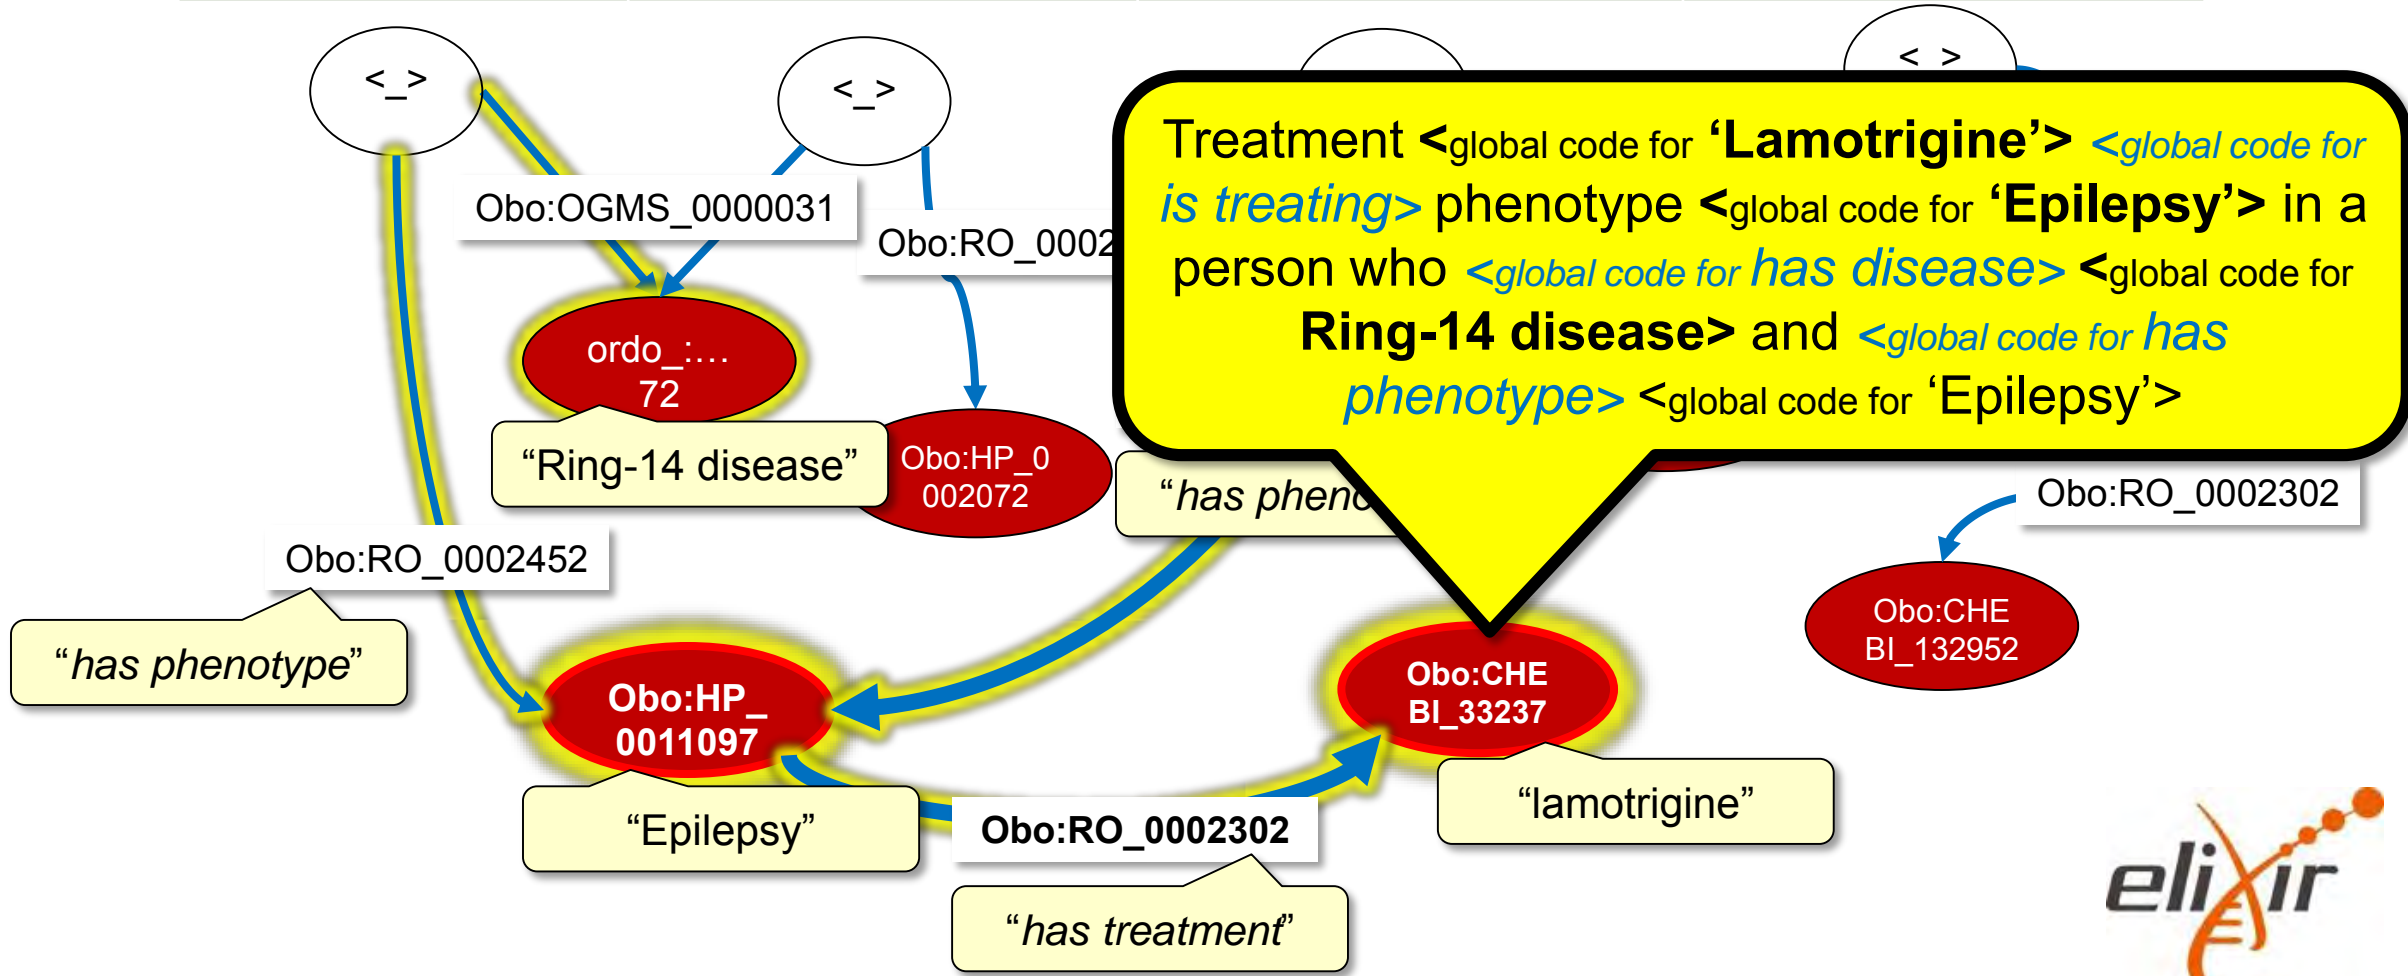 <_>
<_>
< >
Treatment <global code for ‘Lamotrigine’> <global code for
is treating> phenotype <global code for ‘Epilepsy’> in a
person who <global code for has disease> <global code for
Ring-14 disease> and <global code for has
phenotype> <global code for ‘Epilepsy’>
Obo:OGMS_0000031
Obo:RO_0002
ordo_:…
72
“Ring-14 disease”
Obo:HP_0
002072
“has pheno
Obo:RO_0002302
Obo:RO_0002452
“has phenotype”
Obo:CHE
BI_132952
Obo:HP_
0011097
Obo:CHE
BI_33237
“Epilepsy”
Obo:RO_0002302
“lamotrigine”
“has treatment”
elixir